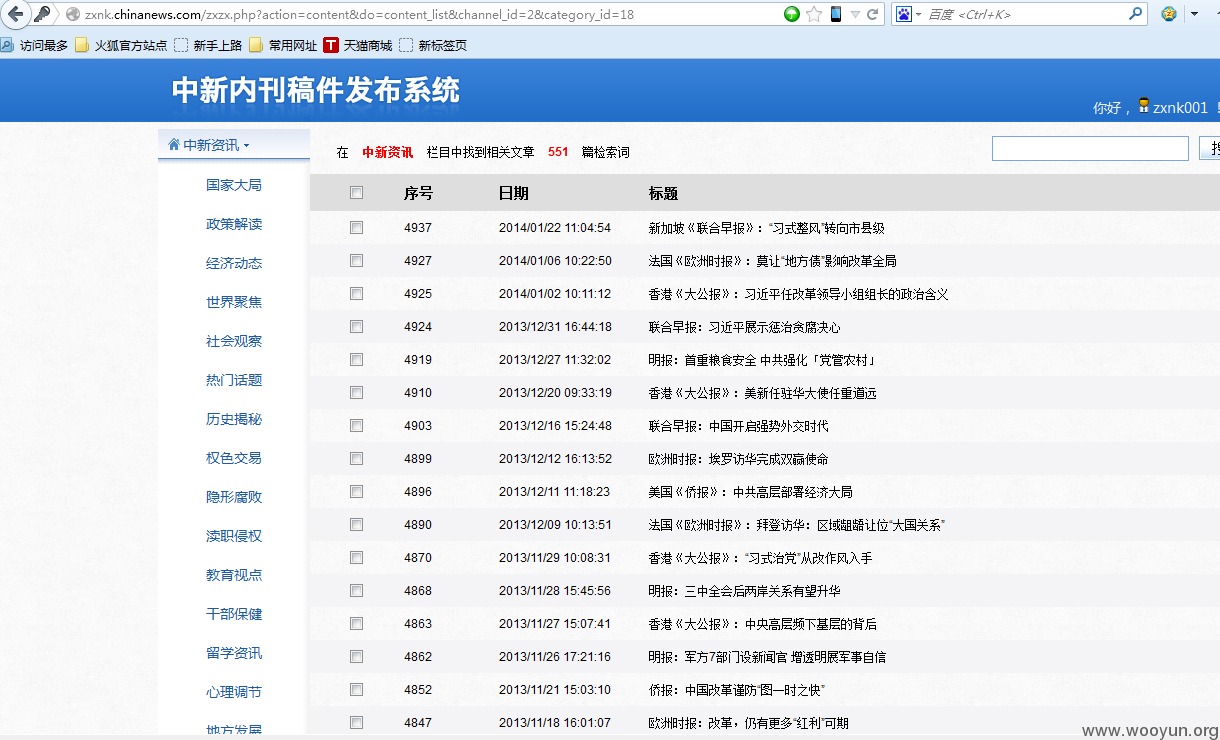 zxnk.chinanews.com/zxzx.php?action=content&do=content_list&channel_id=2&category_id=18
百度 <Ctrl+K>
访问最多 火狐官方站点 新手上路 常用网址 T 天猫商城 新标签页
中新内刊稿件发布系统
你好， zxnk001
中新资讯
在 中新资讯 栏目中找到相关文章 551 篇检索词
国家大局
政策解读
经济动态
世界聚焦
社会观察
热门话题
历史揭秘
权色交易
隐形腐败
渎职侵权
教育视点
干部保健
留学资讯
心理调节
地方发展
序号 日期 标题
4937 2014/01/22 11:04:54 新加坡《联合早报》：“习式整风”转向市县级
4927 2014/01/06 10:22:50 法国《欧洲时报》：莫让“地方债”影响改革全局
4925 2014/01/02 10:11:12 香港《大公报》：习近平任改革领导小组组长的政治含义
4924 2013/12/31 16:44:18 联合早报：习近平展示惩治贪腐决心
4919 2013/12/27 11:32:02 明报：首重粮食安全 中共强化「党管农村」
4910 2013/12/20 09:33:19 香港《大公报》：美新任驻华大使任重道远
4903 2013/12/16 15:24:48 联合早报：中国开启强势外交时代
4899 2013/12/12 16:13:52 欧洲时报：埃罗访华完成双赢使命
4896 2013/12/11 11:18:23 美国《侨报》：中共高层部署经济大局
4890 2013/12/09 10:13:51 法国《欧洲时报》：拜登访华：区域龃龉让位“大国关系”
4870 2013/11/29 10:08:31 香港《大公报》：“习式治党”从改作风入手
4868 2013/11/28 15:45:56 明报：三中全会后两岸关系有望升华
4863 2013/11/27 15:07:41 香港《大公报》：中央高层频下基层的背后
4862 2013/11/26 17:21:16 明报：军方7部门设新闻官 增透明展军事自信
4852 2013/11/21 15:03:10 侨报：中国改革谨防“图一时之快”
4847 2013/11/18 16:01:07 欧洲时报：改革，仍有更多“红利”可期
www.wooyun.org